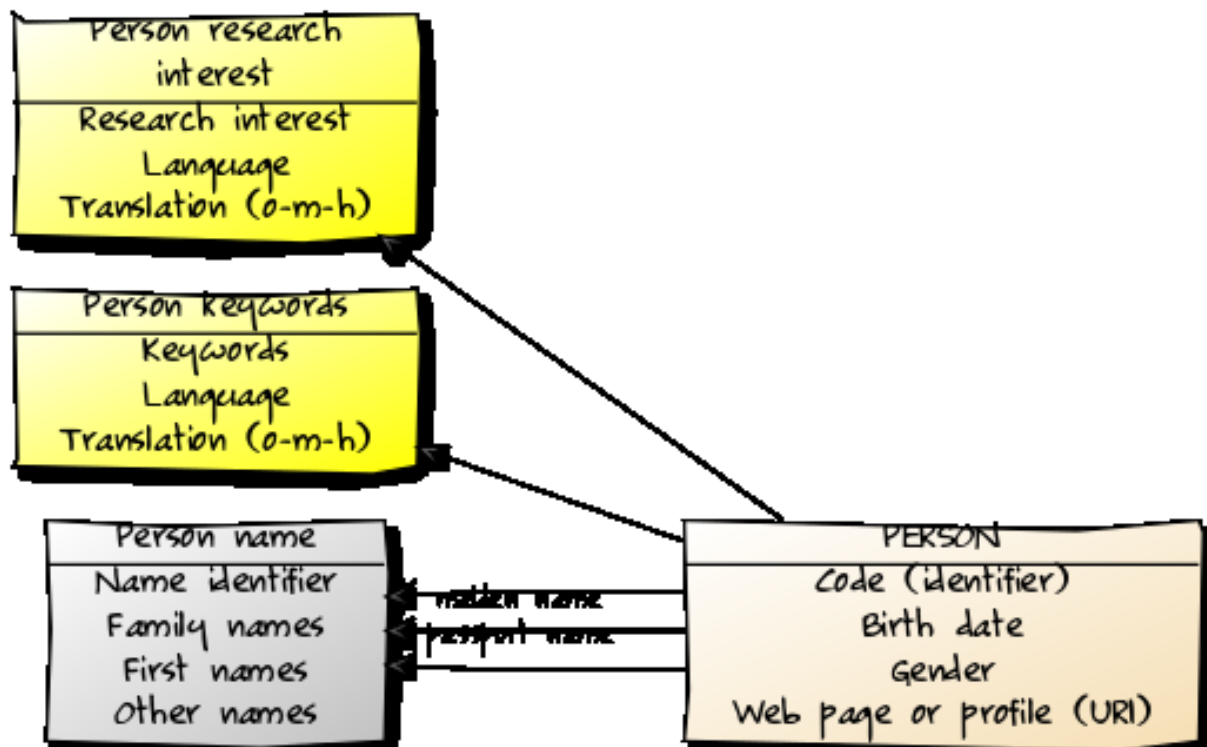 Person research
interest
Research interest
Language
Translation (o-m-h)
Person keywords
Keywords
Language
Translation (o-m-h)
Person name
Name identifier
Family names
First names
Other names
maiden name
passport name
PERSON
Code (identifier)
Birth date
Gender
Web page or profile (URI)